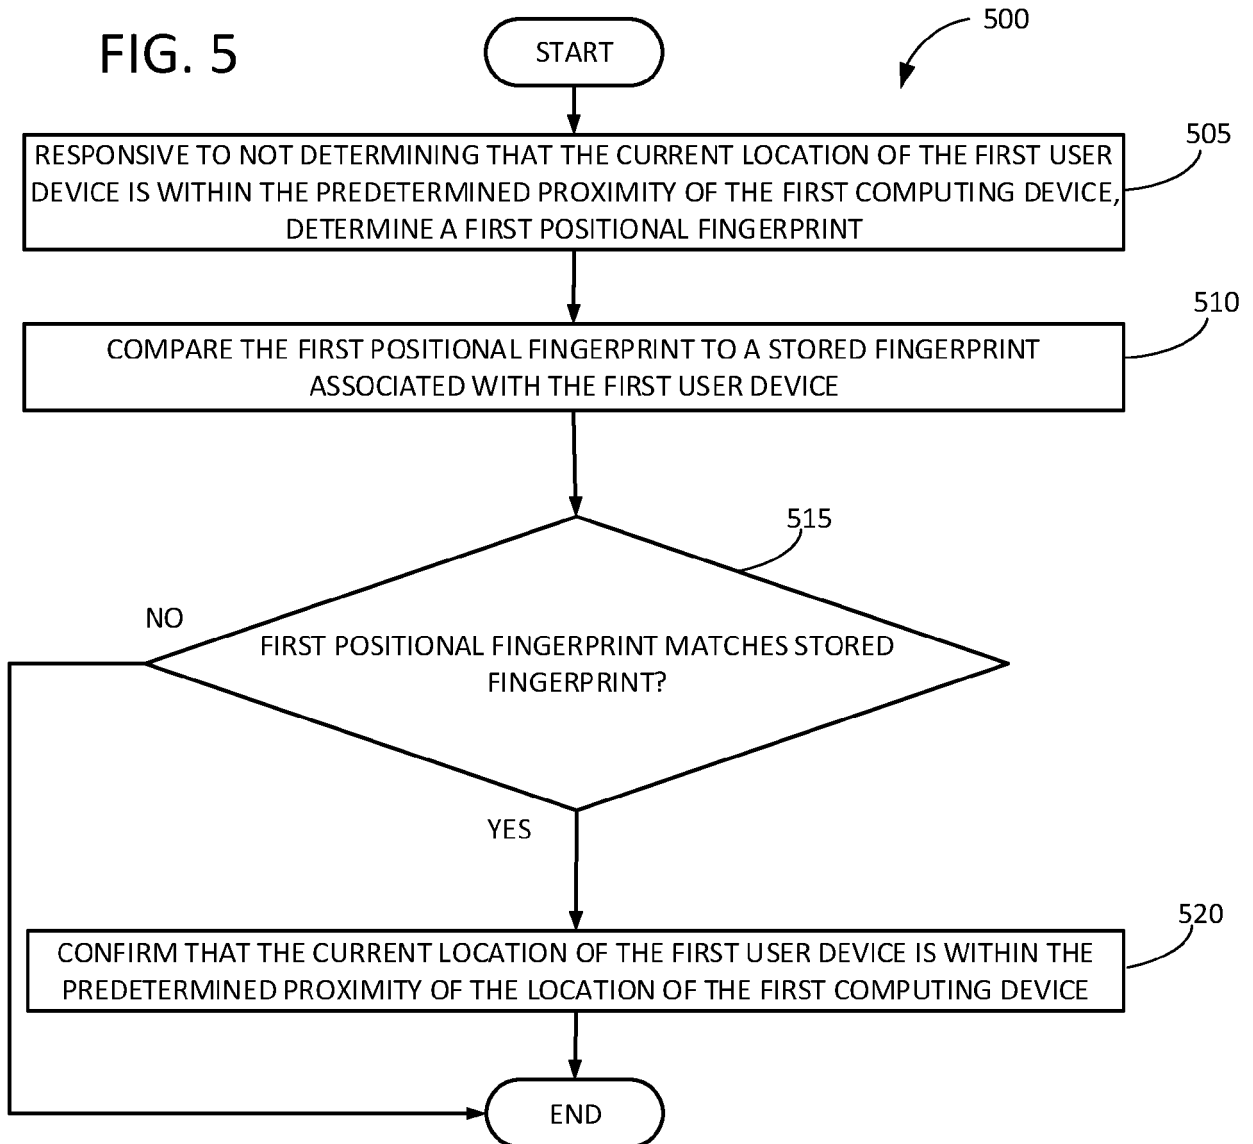 FIG. 5
START
500
RESPONSIVE TO NOT DETERMINING THAT THE CURRENT LOCATION OF THE FIRST USER
DEVICE IS WITHIN THE PREDETERMINED PROXIMITY OF THE FIRST COMPUTING DEVICE,
DETERMINE A FIRST POSITIONAL FINGERPRINT
505
COMPARE THE FIRST POSITIONAL FINGERPRINT TO A STORED FINGERPRINT
ASSOCIATED WITH THE FIRST USER DEVICE
510
515
NO
FIRST POSITIONAL FINGERPRINT MATCHES STORED
FINGERPRINT?
YES
520
CONFIRM THAT THE CURRENT LOCATION OF THE FIRST USER DEVICE IS WITHIN THE
PREDETERMINED PROXIMITY OF THE LOCATION OF THE FIRST COMPUTING DEVICE
END